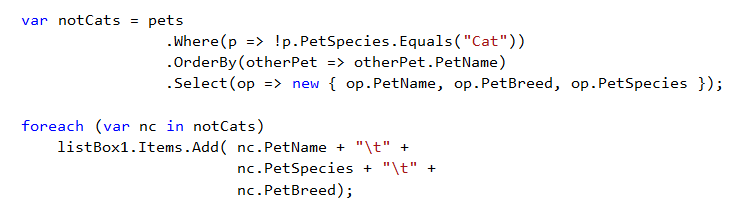 var notCats = pets
.Where(p => !p.PetSpecies.Equals("Cat"))
.OrderBy(otherPet => otherPet.PetName)
.Select(op => new { op.PetName, op.PetBreed, op.PetSpecies });
foreach (var nc in notCats)
listBox1.Items.Add( nc.PetName + "\t" +
nc.PetSpecies + "\t" +
nc.PetBreed);